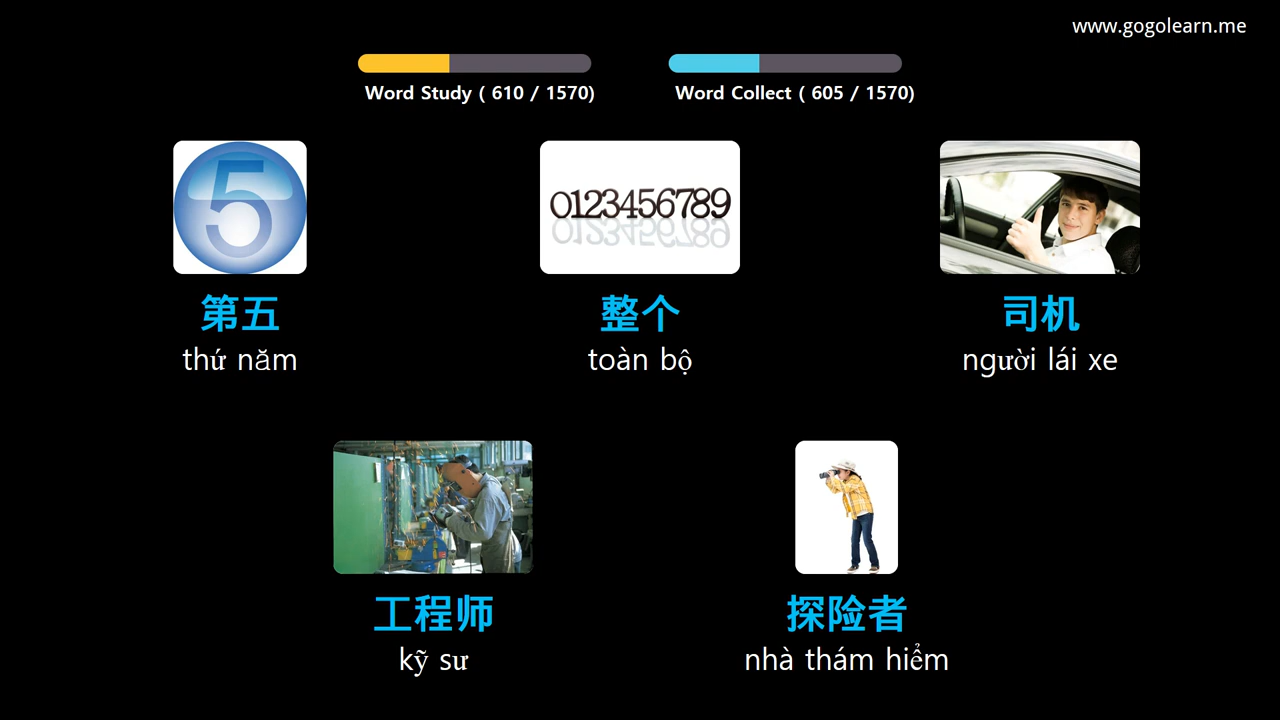 www.gogolearn.me
Word Study ( 610 / 1570)
Word Collect ( 605 / 1570)
5
0123456789
第五
整个
司机
thứ năm
toàn bộ
người lái xe
工程师
探险者
kỹ sư
nhà thám hiểm